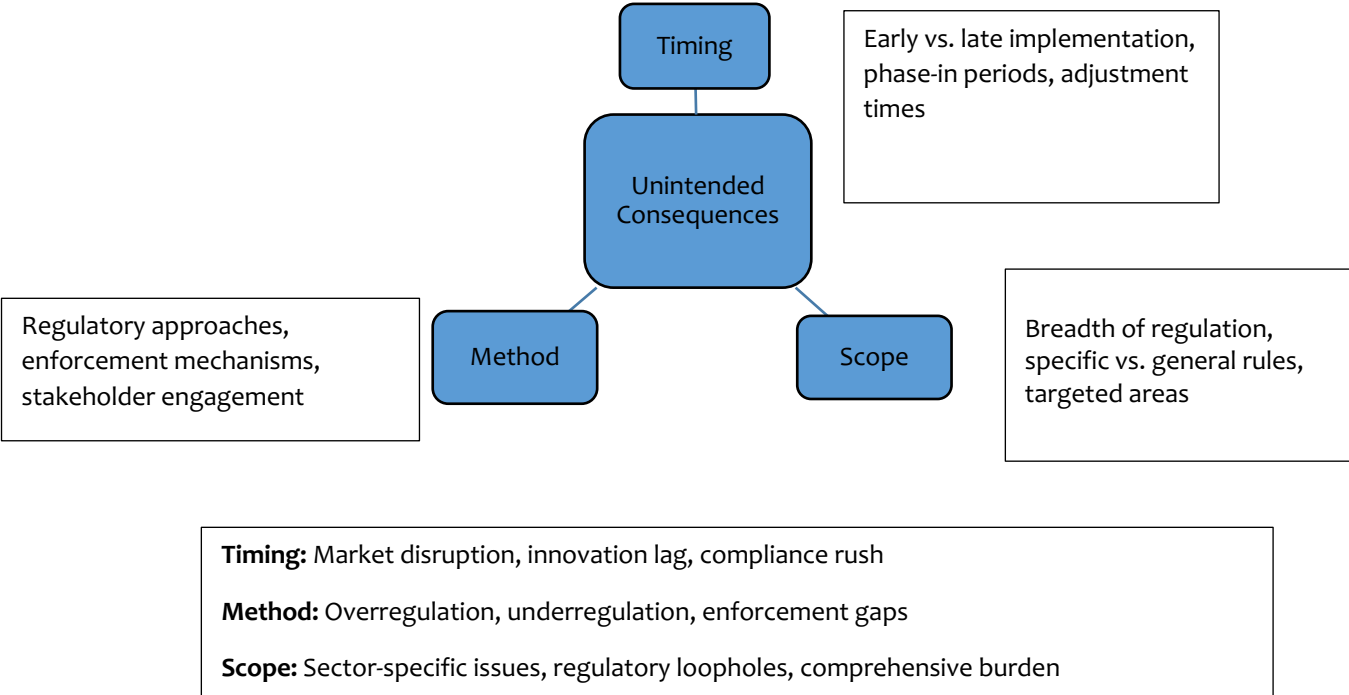 Timing
Early vs. late implementation,
phase-in periods, adjustment
times
Unintended
Consequences
Regulatory approaches,
enforcement mechanisms,
stakeholder engagement
Method
Scope
Breadth of regulation,
specific vs. general rules,
targeted areas
Timing: Market disruption, innovation lag, compliance rush
Method: Overregulation, underregulation, enforcement gaps
Scope: Sector-specific issues, regulatory loopholes, comprehensive burden